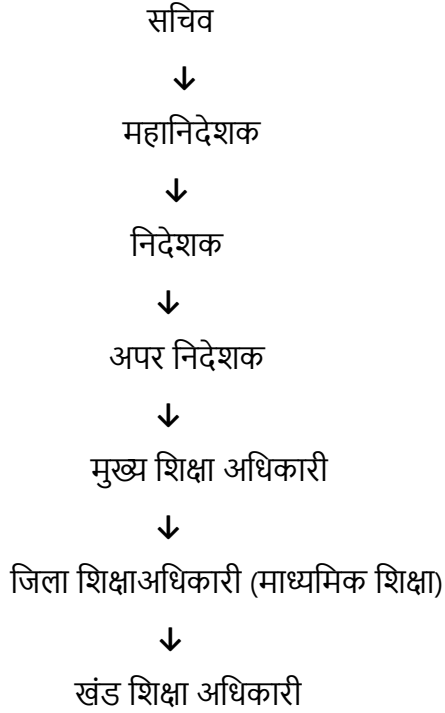 सचिव
↓
महानिदेशक
↓
निदेशक
↓
अपर निदेशक
↓
मुख्य शिक्षा अधिकारी
↓
जिला शिक्षाअधिकारी (माध्यमिक शिक्षा)
↓
खंड शिक्षा अधिकारी